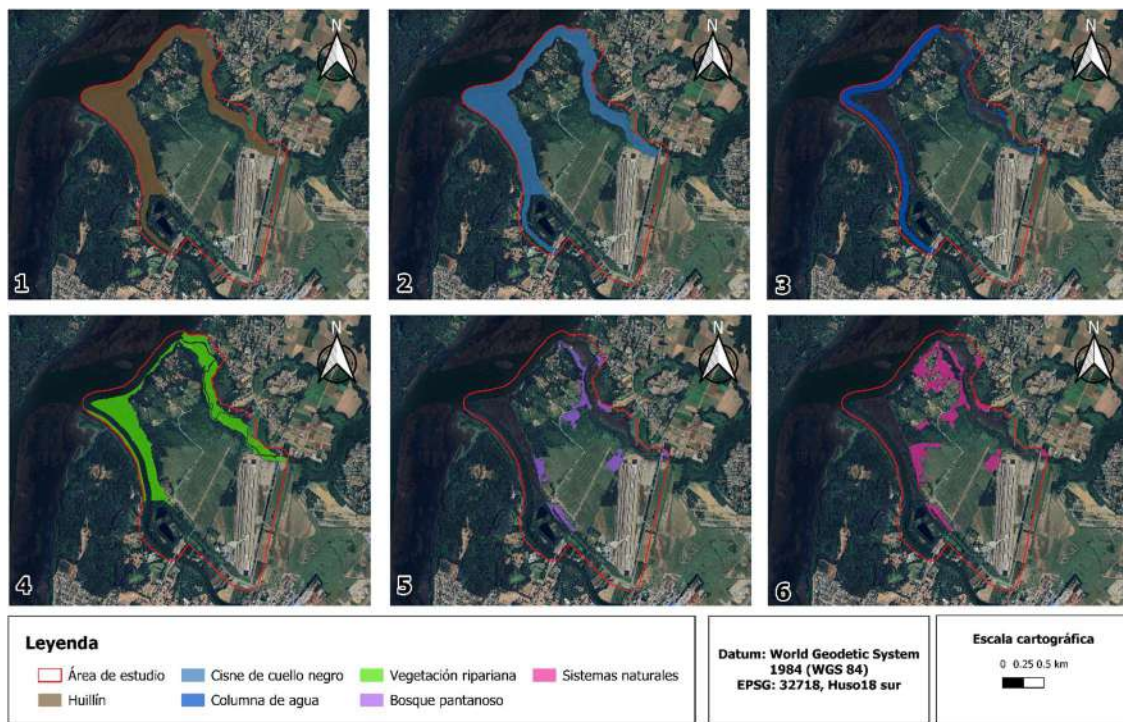 N
N
N
1
2
3
N
N
N
4
5
6
Leyenda
Área de estudio
Cisne de cuello negro
Vegetación ripariana
Sistemas naturales
Huillín
Columna de agua
Bosque pantanoso
Datum: World Geodetic System
1984 (WGS 84)
EPSG: 32718, Huso18 sur
Escala cartográfica
0 0.25 0.5 km